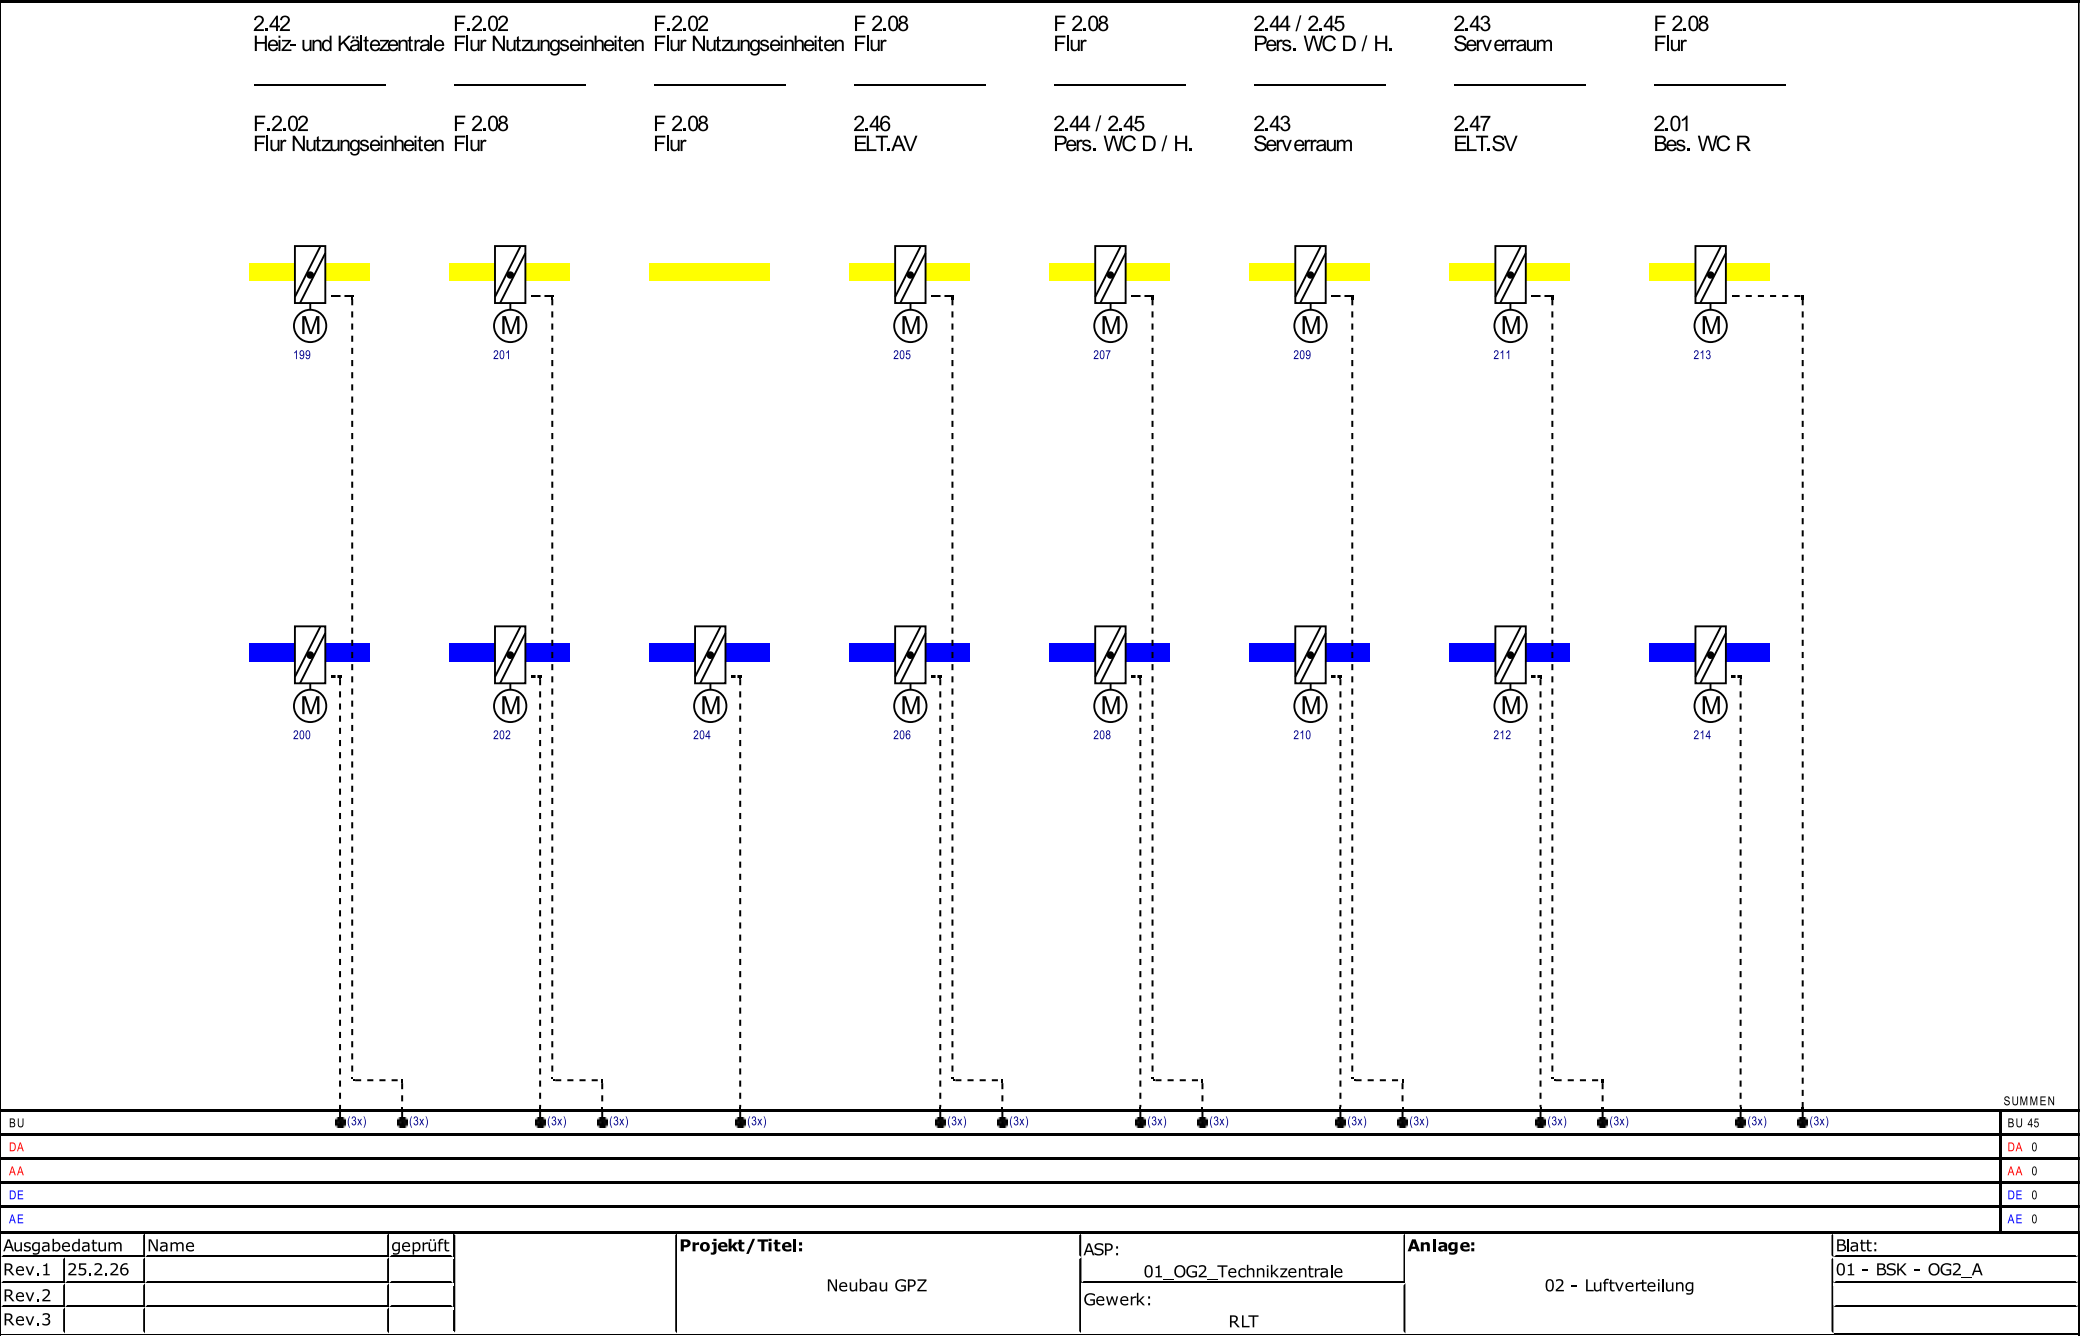 2.42
Heiz- und Kältezentrale
F.2.02
Flur Nutzungseinheiten
F.2.02
Flur Nutzungseinheiten
F 2.08
Flur
F 2.08
Flur
2.44 / 2.45
Pers. WC D / H.
2.43
Serverraum
F 2.08
Flur
F.2.02
Flur Nutzungseinheiten
F 2.08
Flur
F 2.08
Flur
2.46
ELT.AV
2.44 / 2.45
Pers. WC D / H.
2.43
Serverraum
2.47
ELT.SV
2.01
Bes. WC R
M M M M M M M
199 201 205 207 209 211 213
M M M M M M M M
200 202 204 206 208 210 212 214
SUMMEN
BU (3x) (3x) (3x) (3x) (3x) (3x) (3x) (3x) (3x) (3x) (3x) (3x) (3x) (3x) (3x) BU 45
DA DA 0
AA AA 0
DE DE 0
AE AE 0
Ausgabedatum Name geprüft
Rev.1 25.2.26
Rev.2
Rev.3
Projekt/Titel:
Neubau GPZ
ASP:
01_OG2_Technikzentrale
Gewerk:
RLT
Anlage:
02 - Luftverteilung
Blatt:
01 - BSK - OG2_A